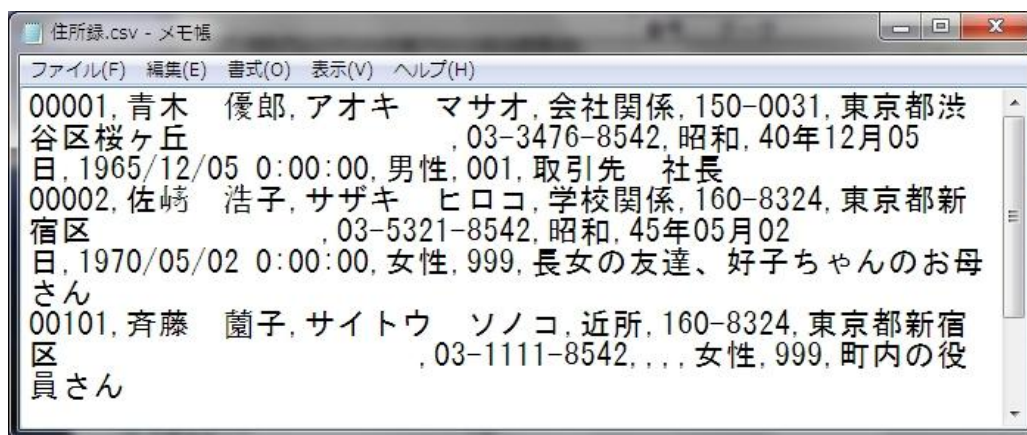 住所録.csv - メモ帳
ファイル(F) 編集(E) 書式(O) 表示(V) ヘルプ(H)
00001,青木　優郎,アオキ　マサオ,会社関係,150-0031,東京都渋
谷区桜ヶ丘　　　　　　　　,03-3476-8542,昭和,40年12月05
日,1965/12/05 0:00:00,男性,001,取引先　社長
00002,佐﨑　浩子,サザキ　ヒロコ,学校関係,160-8324,東京都新
宿区　　　　　　　,03-5321-8542,昭和,45年05月02
日,1970/05/02 0:00:00,女性,999,長女の友達、好子ちゃんのお母
さん
00101,斉藤　薗子,サイトウ　ソノコ,近所,160-8324,東京都新宿
区　　　　　　　　　　　,03-1111-8542,,,,女性,999,町内の役
員さん